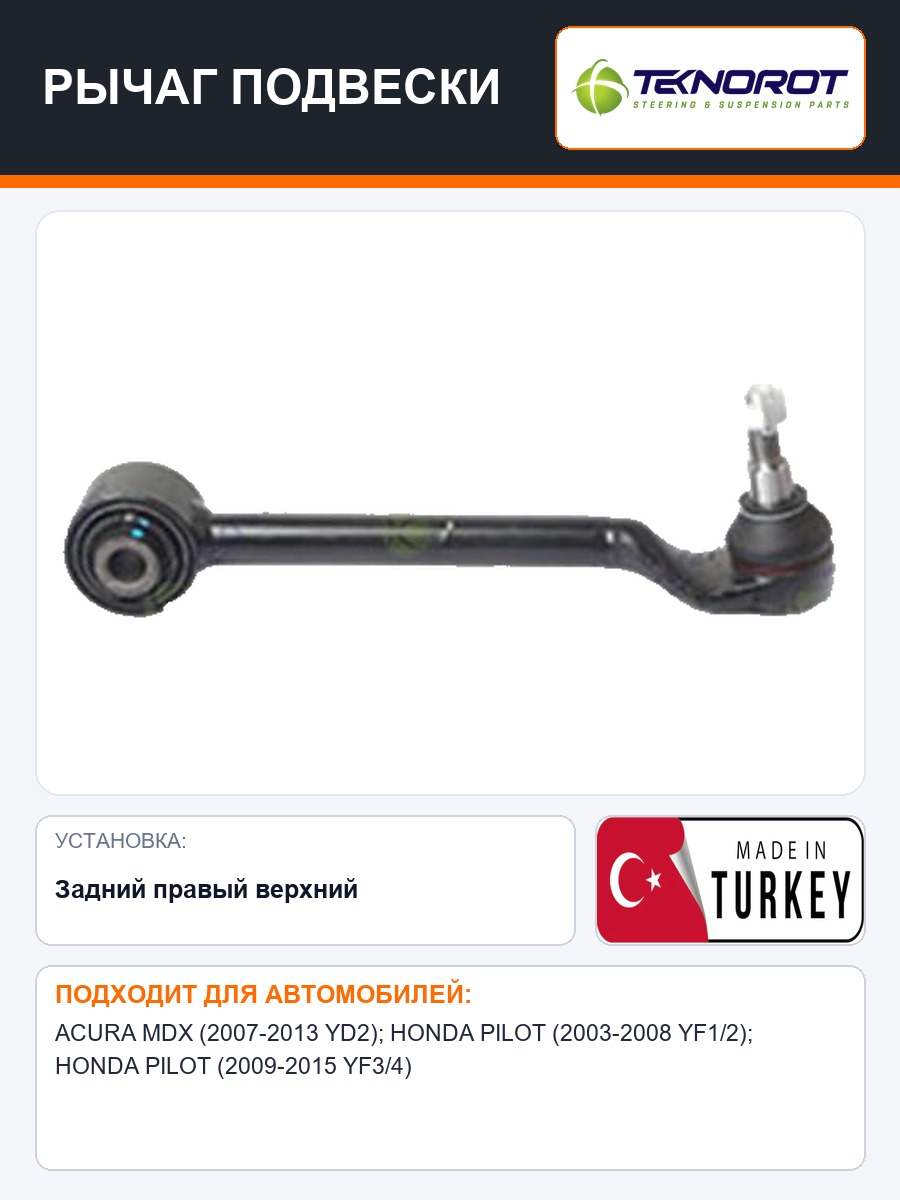 РЫЧАГ ПОДВЕСКИ
TEKNOROT
STEERING & SUSPENSION PARTS
УСТАНОВКА:
Задний правый верхний
MADE IN
TURKEY
ПОДХОДИТ ДЛЯ АВТОМОБИЛЕЙ:
ACURA MDX (2007-2013 YD2); HONDA PILOT (2003-2008 YF1/2);
HONDA PILOT (2009-2015 YF3/4)